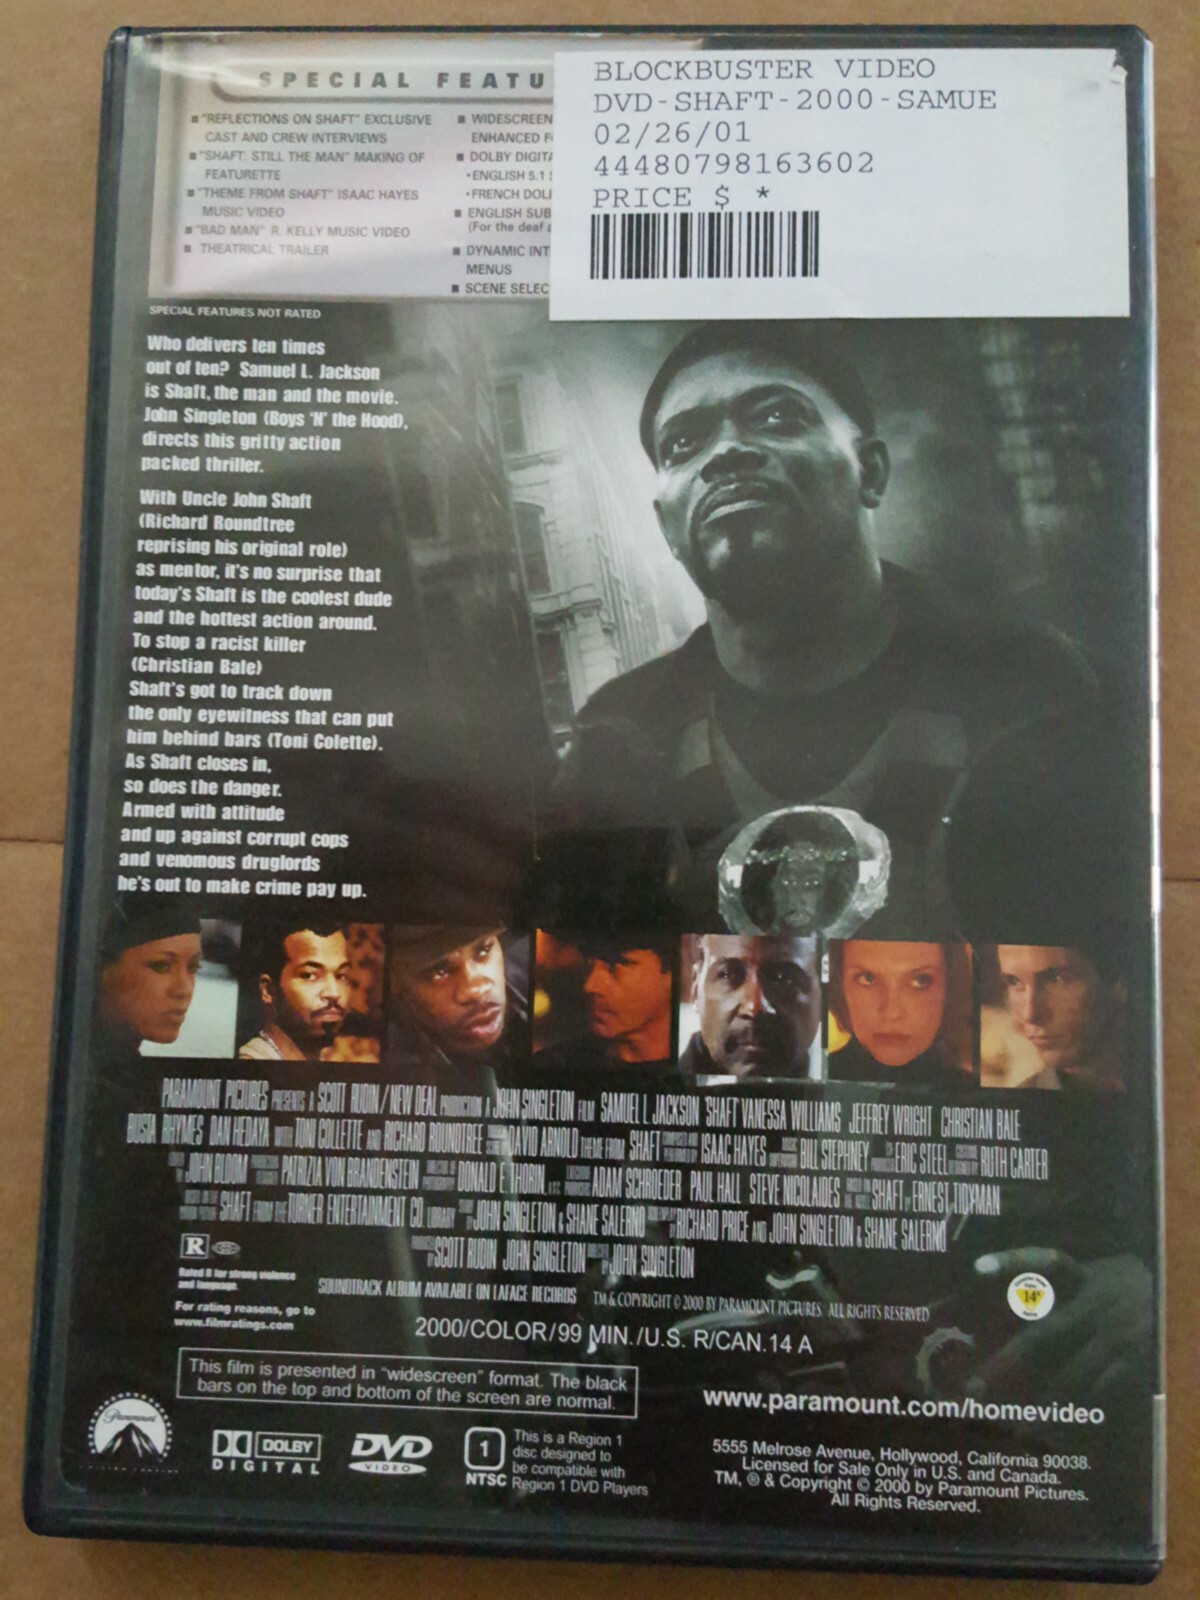 SPECIAL FEATU
"REFLECTIONS ON SHAFT" EXCLUSIVE
CAST AND CREW INTERVIEWS
"SHAFT: STILL THE MAN" MAKING OF
FEATURETTE
"THEME FROM SHAFT" ISAAC HAYES
MUSIC VIDEO
"BAD MAN" R. KELLY MUSIC VIDEO
THEATRICAL TRAILER
WIDESCREEN
ENHANCED F
DOLBY DIGITA
•ENGLISH 5.1
•FRENCH DOL
ENGLISH SUB
(For the deaf
DYNAMIC INT
MENUS
SCENE SELEC
BLOCKBUSTER VIDEO
DVD-SHAFT-2000-SAMUE
02/26/01
44480798163602
PRICE $ *
SPECIAL FEATURES NOT RATED
Who delivers ten times
out of ten? Samuel L. Jackson
is Shaft, the man and the movie.
John Singleton (Boys 'N' the Hood),
directs this gritty action
packed thriller.
With Uncle John Shaft
(Richard Roundtree
reprising his original role)
as mentor, it's no surprise that
today's Shaft is the coolest dude
and the hottest action around.
To stop a racist killer
(Christian Bale)
Shaft's got to track down
the only eyewitness that can put
him behind bars (Toni Colette).
As Shaft closes in,
so does the danger.
Armed with attitude
and up against corrupt cops
and venomous druglords
he's out to make crime pay up.
PARAMOUNT PICTURES PRESENTS A SCOTT RUDIN/NEW DEAL PRODUCTION A JOHN SINGLETON FILM SAMUEL L. JACKSON SHAFT VANESSA WILLIAMS JEFFREY WRIGHT CHRISTIAN BALE
BUSTA RHYMES DAN HEDAYA WITH TONI COLLETTE AND RICHARD ROUNDTREE DAVID ARNOLD THEME FROM SHAFT ISAAC HAYES BILL STEPHNEY ERIC STEEL RUTH CARTER
JOHN BLOOM PATRIZIA VON BRANDENSTEIN DONALD E. THORIN, ADAM SCHROEDER PAUL HALL STEVE NICOLAIDES SHAFT ERNEST TIDYMAN
SHAFT FROM THE TURNER ENTERTAINMENT CO. LIBRARY JOHN SINGLETON & SHANE SALERNO RICHARD PRICE AND JOHN SINGLETON & SHANE SALERNO
SCOTT RUDIN JOHN SINGLETON JOHN SINGLETON
R
Rated R for strong violence
and language.
For rating reasons, go to
www.filmratings.com
SOUNDTRACK ALBUM AVAILABLE ON LAFACE RECORDS TM & COPYRIGHT © 2000 BY PARAMOUNT PICTURES. ALL RIGHTS RESERVED
14A
2000/COLOR/99 MIN./U.S. R/CAN.14 A
This film is presented in "widescreen" format. The black
bars on the top and bottom of the screen are normal.
www.paramount.com/homevideo
Paramount
DOLBY
DIGITAL
DVD
VIDEO
1
NTSC
This is a Region 1
disc designed to
be compatible with
Region 1 DVD Players
5555 Melrose Avenue, Hollywood, California 90038.
Licensed for Sale Only in U.S. and Canada.
TM, ® & Copyright © 2000 by Paramount Pictures.
All Rights Reserved.